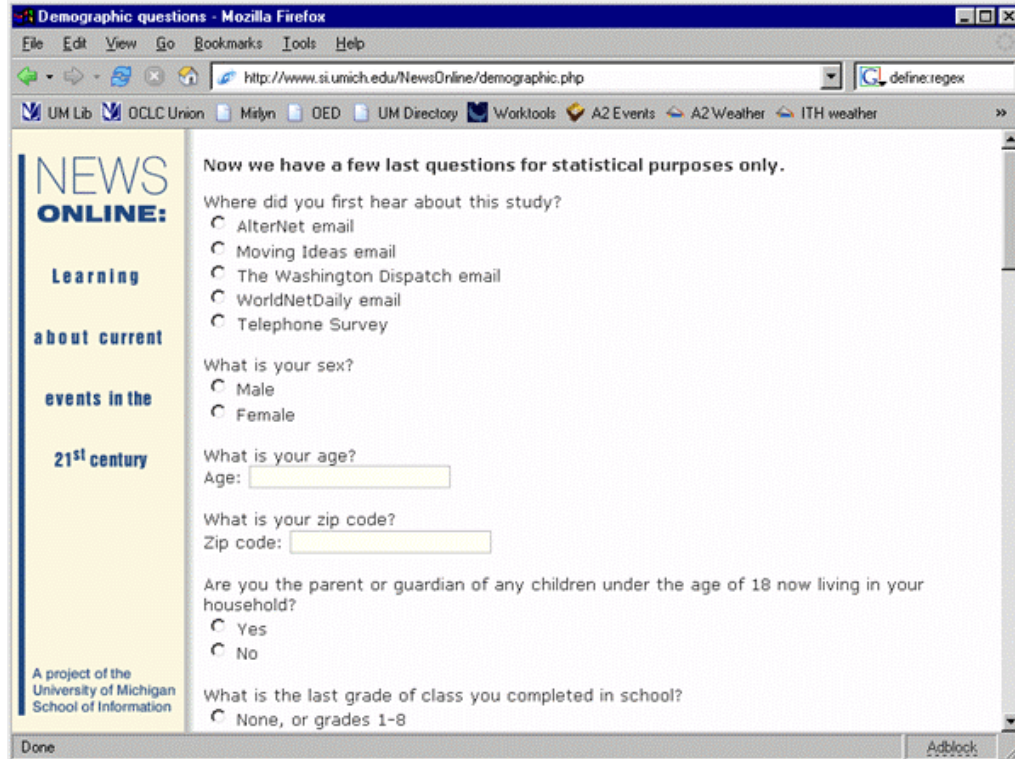 Demographic questions - Mozilla Firefox
File Edit View Go Bookmarks Tools Help
http://www.si.umich.edu/NewsOnline/demographic.php
G define:regex
UM Lib OCLC Union Mirlyn OED UM Directory Worktools A2 Events A2 Weather ITH weather »
NEWS
ONLINE:
Learning
about current
events in the
21st century
A project of the
University of Michigan
School of Information
Now we have a few last questions for statistical purposes only.
Where did you first hear about this study?
AlterNet email
Moving Ideas email
The Washington Dispatch email
WorldNetDaily email
Telephone Survey
What is your sex?
Male
Female
What is your age?
Age:
What is your zip code?
Zip code:
Are you the parent or guardian of any children under the age of 18 now living in your
household?
Yes
No
What is the last grade of class you completed in school?
None, or grades 1-8
Done Adblock